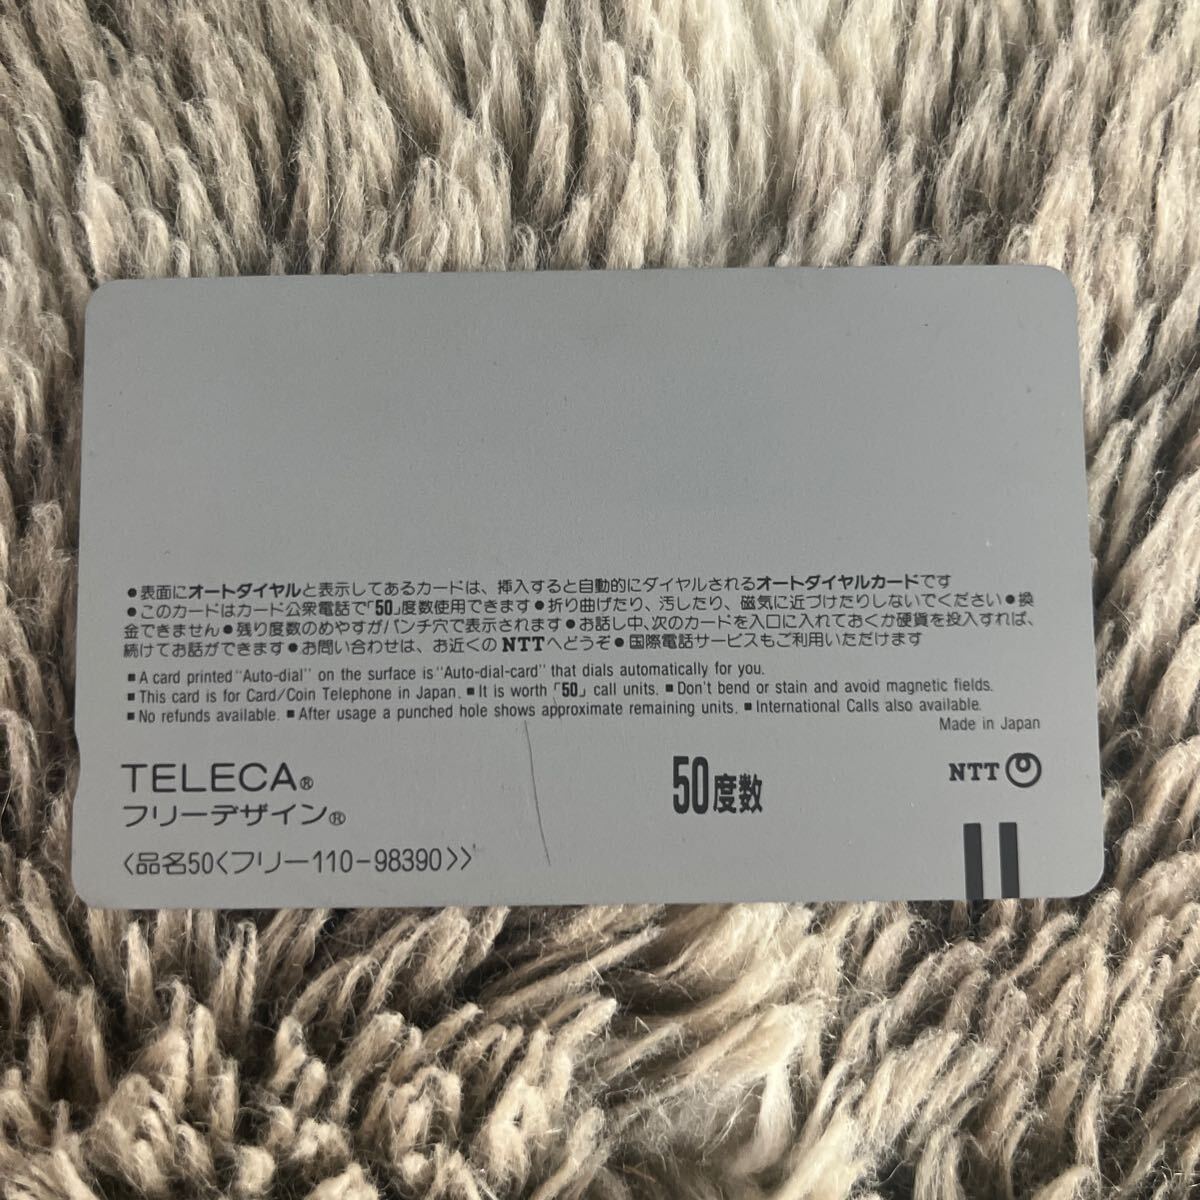 ●表面にオートダイヤルと表示してあるカードは、挿入すると自動的にダイヤルされるオートダイヤルカードです
●このカードはカード公衆電話で「50」度数使用できます●折り曲げたり、汚したり、磁気に近づけたりしないでください●換
金できません●残り度数のめやすがパンチ穴で表示されます●お話し中、次のカードを入口に入れておくか硬貨を投入すれば、
続けてお話ができます●お問い合わせは、お近くのNTTへどうぞ●国際電話サービスもご利用いただけます
■A card printed "Auto-dial" on the surface is "Auto-dial-card" that dials automatically for you.
■This card is for Card/Coin Telephone in Japan. ■It is worth「50」call units. ■Don't bend or stain and avoid magnetic fields.
■No refunds available. ■After usage a punched hole shows approximate remaining units. ■International Calls also available.
Made in Japan
TELECA®
フリーデザイン®
〈品名50〈フリー110-98390〉〉
50度数
NTT